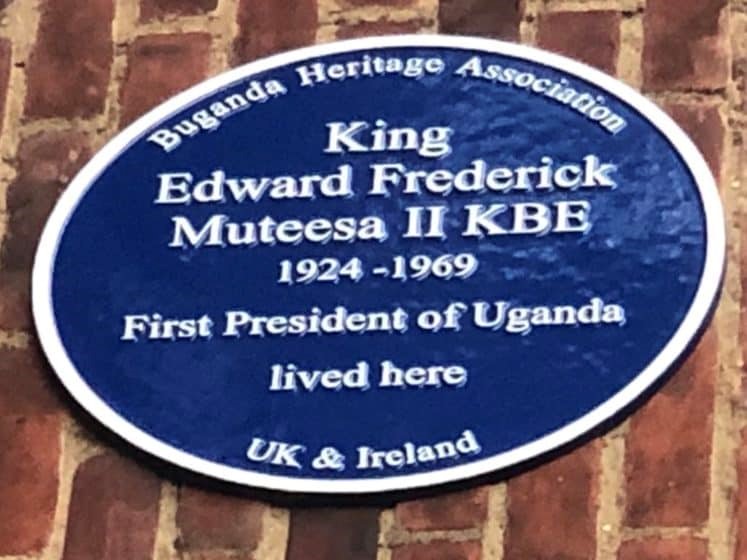 Buganda Heritage Association
King
Edward Frederick
Muteesa II KBE
1924 -1969
First President of Uganda
lived here
UK & Ireland